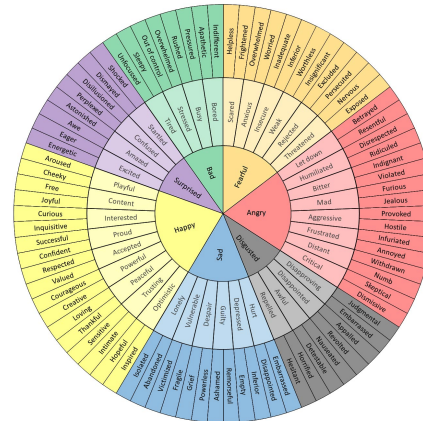 Bad
Fearful
Angry
Disgusted
Sad
Happy
Surprised
Tired
Stressed
Busy
Bored
Scared
Anxious
Insecure
Weak
Rejected
Threatened
Let down
Humiliated
Bitter
Mad
Aggressive
Frustrated
Distant
Critical
Disapproving
Disappointed
Awful
Repelled
Hurt
Depressed
Guilty
Despair
Vulnerable
Lonely
Optimistic
Trusting
Peaceful
Powerful
Accepted
Proud
Interested
Content
Playful
Excited
Amazed
Confused
Startled
Unfocussed
Sleepy
Out of control
Overwhelmed
Rushed
Pressured
Apathetic
Indifferent
Helpless
Frightened
Overwhelmed
Worried
Inadequate
Inferior
Worthless
Insignificant
Excluded
Persecuted
Nervous
Exposed
Betrayed
Resentful
Disrespected
Ridiculed
Indignant
Violated
Furious
Jealous
Provoked
Hostile
Infuriated
Annoyed
Withdrawn
Numb
Skeptical
Dismissive
Judgmental
Embarrassed
Appalled
Revolted
Nauseated
Detestable
Horrified
Hesitant
Embarrassed
Disappointed
Inferior
Empty
Remorseful
Ashamed
Powerless
Grief
Fragile
Victimized
Abandoned
Isolated
Inspired
Hopeful
Intimate
Sensitive
Thankful
Loving
Creative
Courageous
Valued
Respected
Confident
Successful
Inquisitive
Curious
Joyful
Free
Cheeky
Aroused
Energetic
Eager
Awe
Astonished
Perplexed
Disillusioned
Dismayed
Shocked